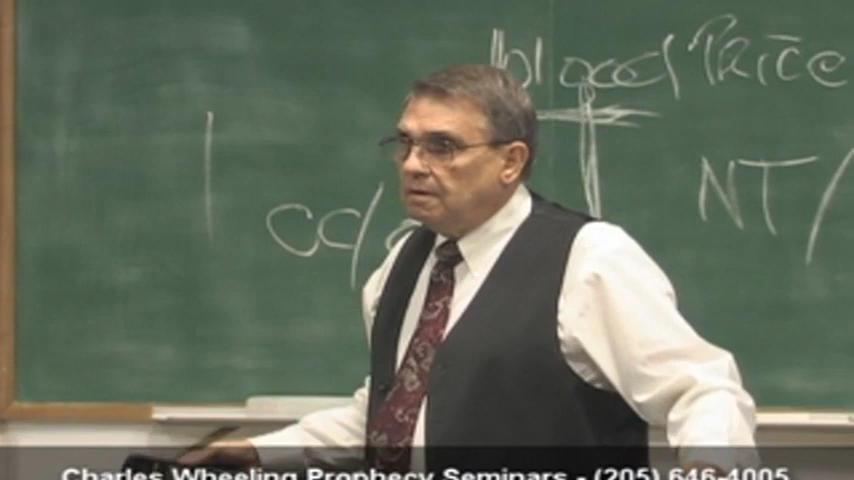 blood Price
NT/
Charles Wheeling Prophecy Seminars - (205) 646-4005